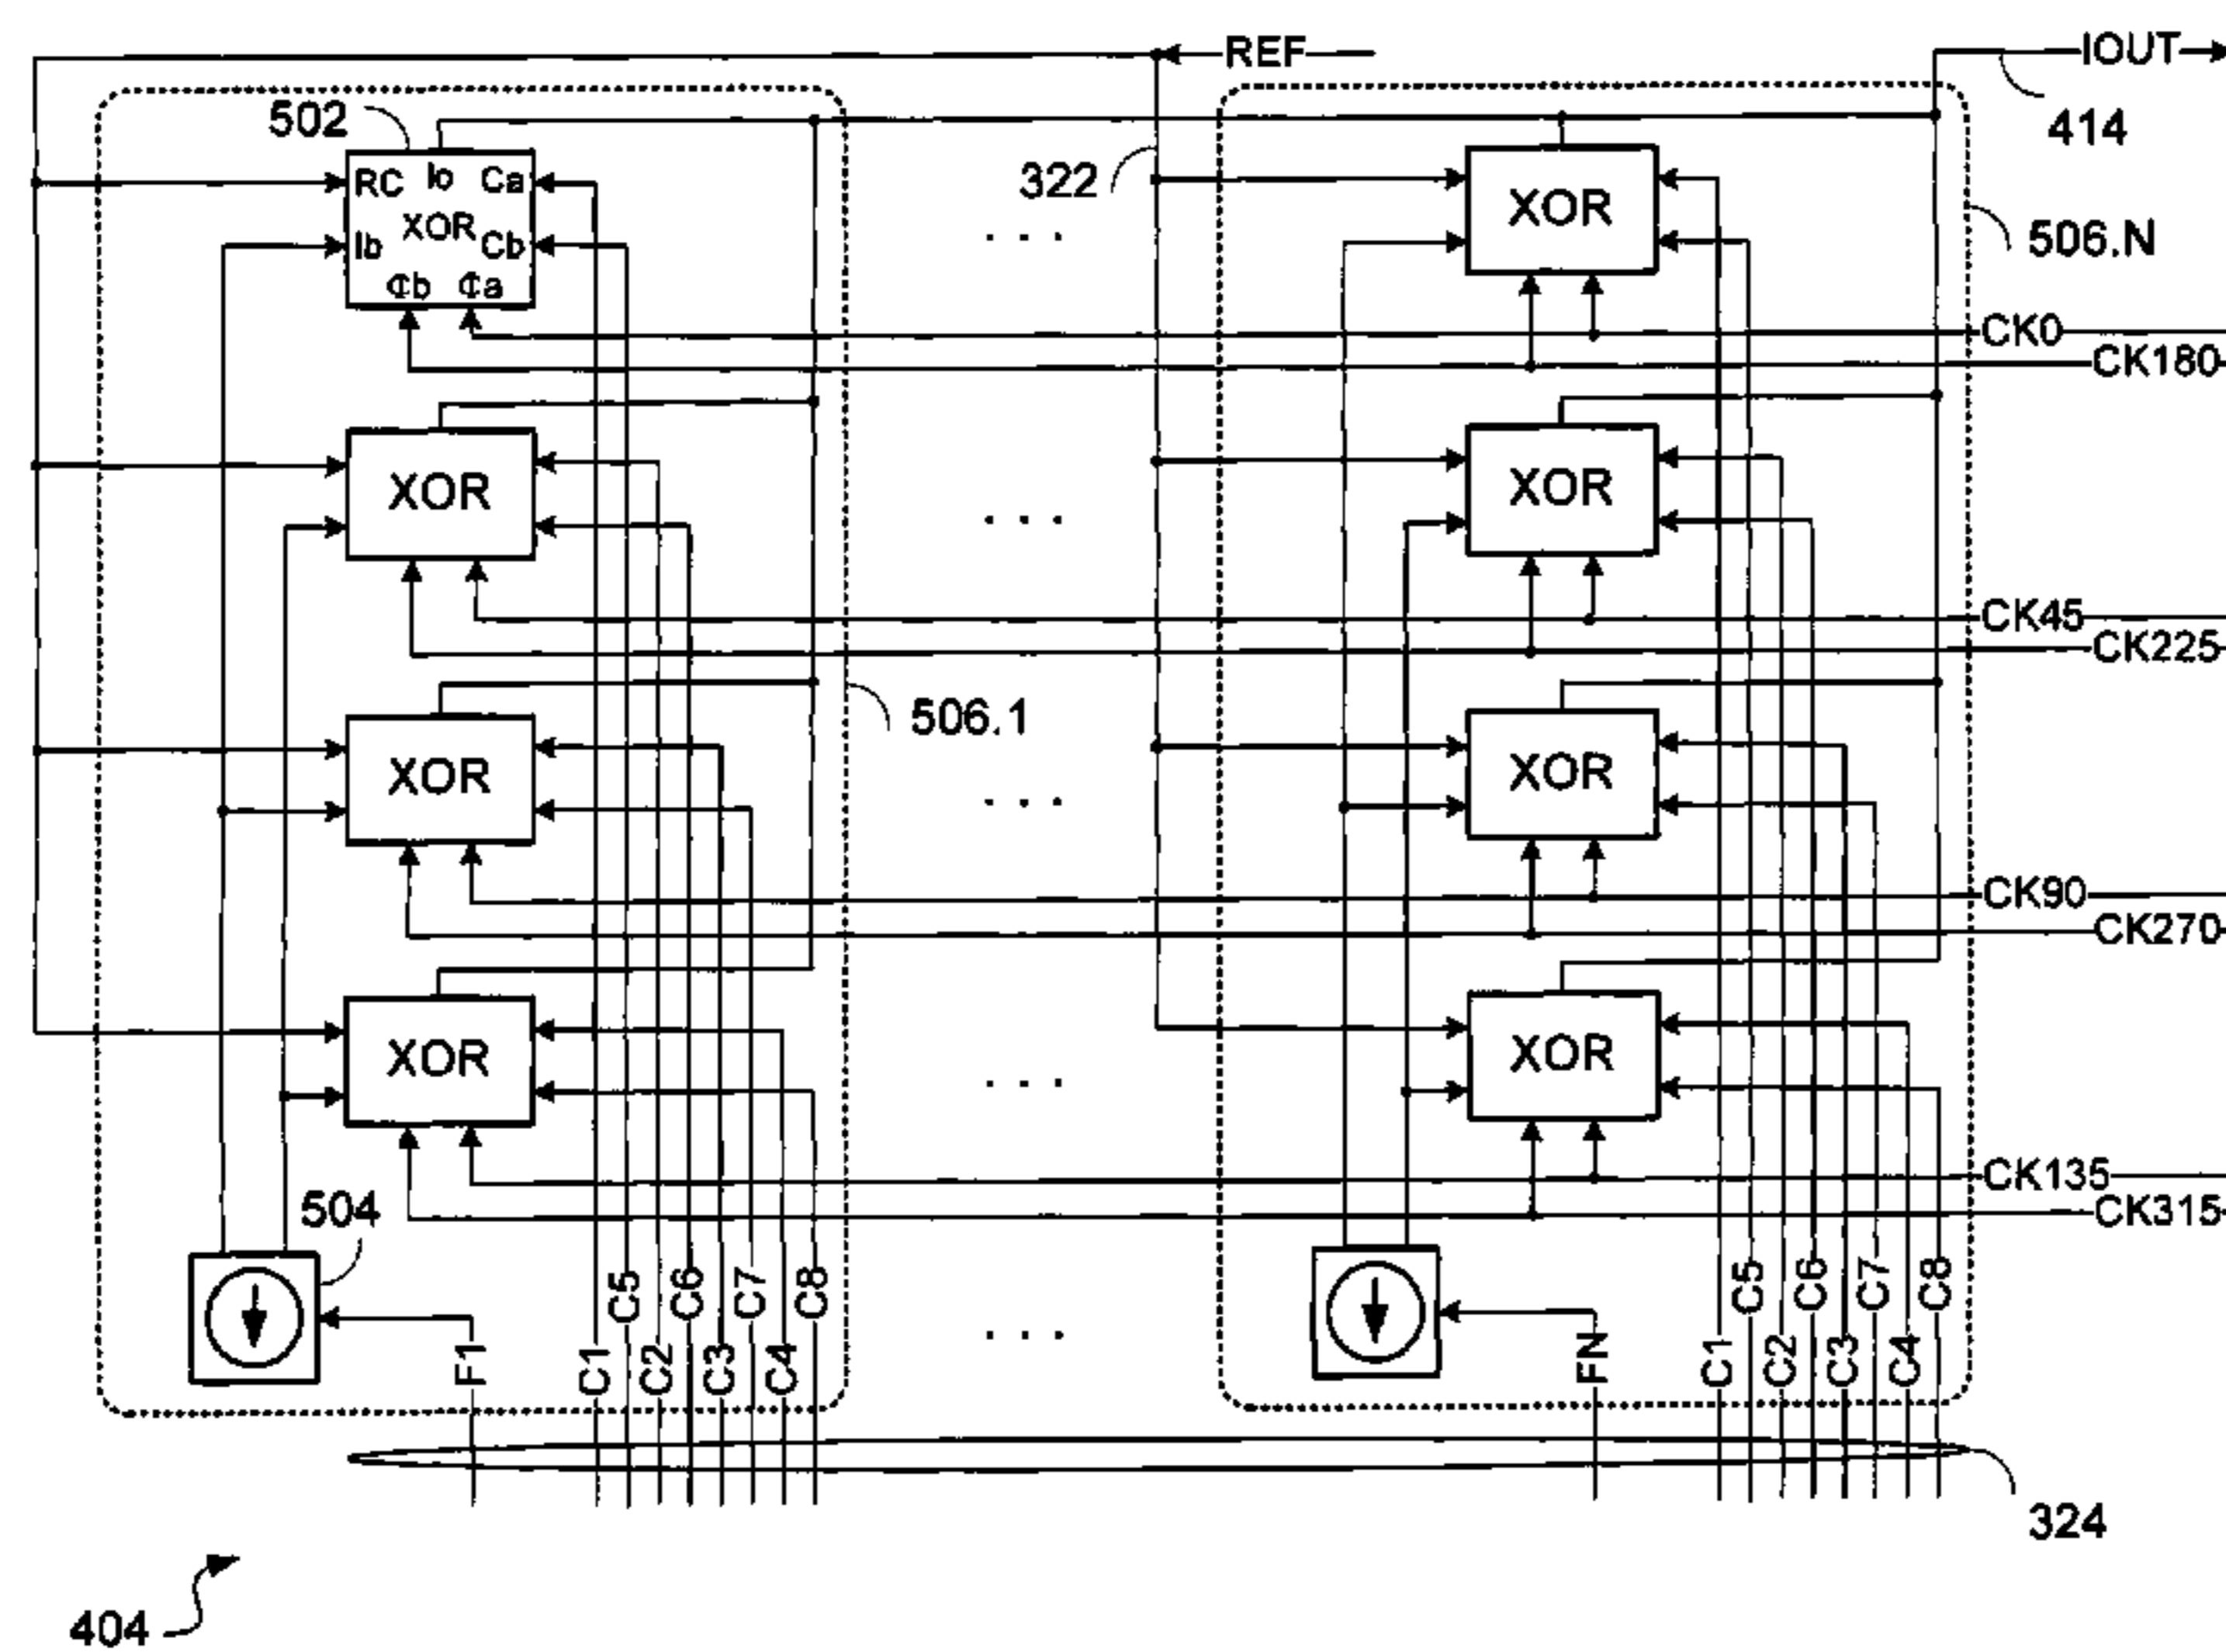 REF
IOUT
502
414
322
RC Io Ca
XOR
Ib Cb
Φb Φa
. . .
XOR
506.N
CK0
CK180
XOR
. . .
XOR
CK45
CK225
506.1
XOR
. . .
XOR
CK90
CK270
XOR
. . .
XOR
CK135
CK315
504
F1
C1
C5
C2
C6
C3
C7
C4
C8
. . .
FN
C1
C5
C2
C6
C3
C7
C4
C8
324
404